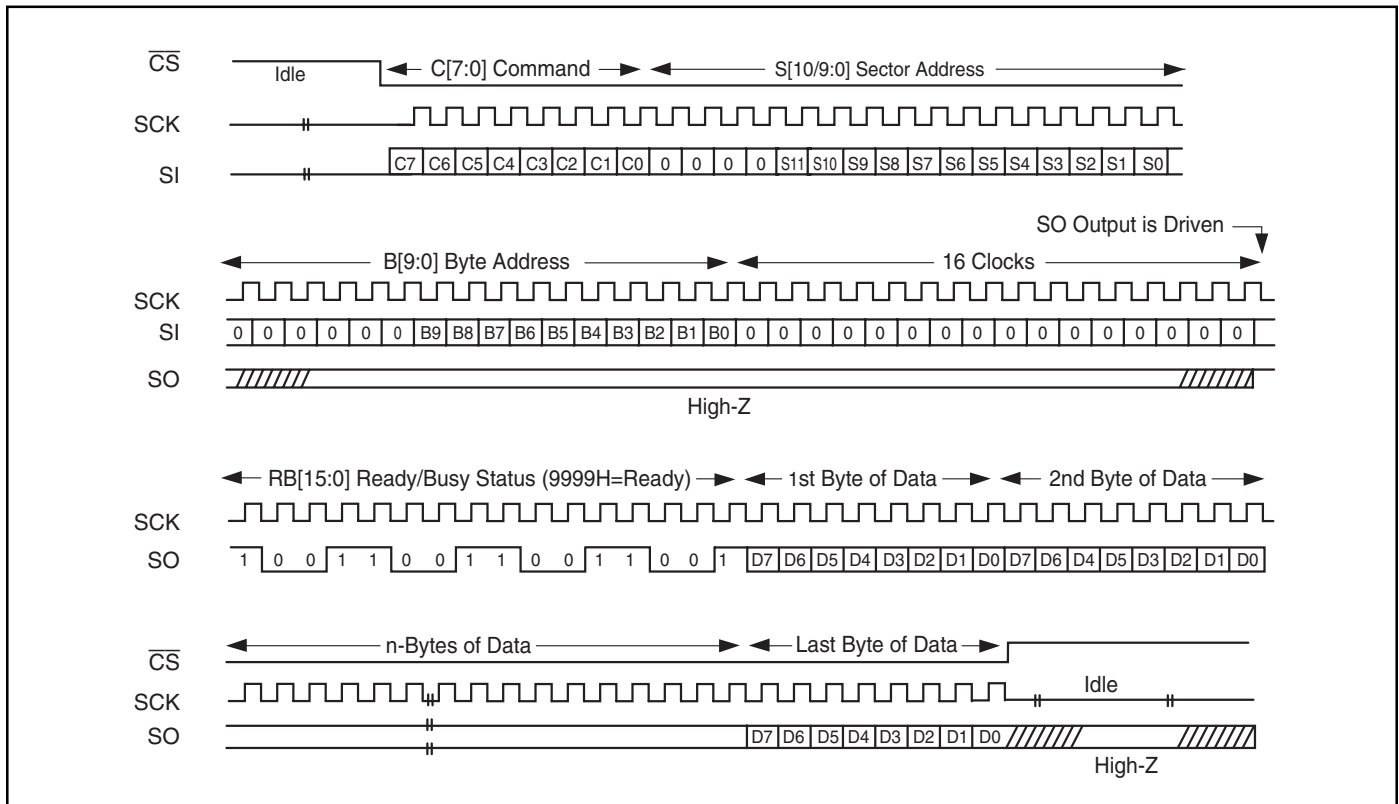 CS
Idle
C[7:0] Command
S[10/9:0] Sector Address
SCK
SI
C7 C6 C5 C4 C3 C2 C1 C0 0 0 0 0 S11 S10 S9 S8 S7 S6 S5 S4 S3 S2 S1 S0
SO Output is Driven
B[9:0] Byte Address
16 Clocks
SCK
SI
0 0 0 0 0 0 B9 B8 B7 B6 B5 B4 B3 B2 B1 B0 0 0 0 0 0 0 0 0 0 0 0 0 0 0 0 0
SO
High-Z
RB[15:0] Ready/Busy Status (9999H=Ready)
1st Byte of Data
2nd Byte of Data
SCK
SO
1 0 0 1 1 0 0 1 1 0 0 1 1 0 0 1 D7 D6 D5 D4 D3 D2 D1 D0 D7 D6 D4 D5 D3 D2 D1 D0
CS
n-Bytes of Data
Last Byte of Data
SCK
Idle
SO
D7 D6 D5 D4 D3 D2 D1 D0
High-Z